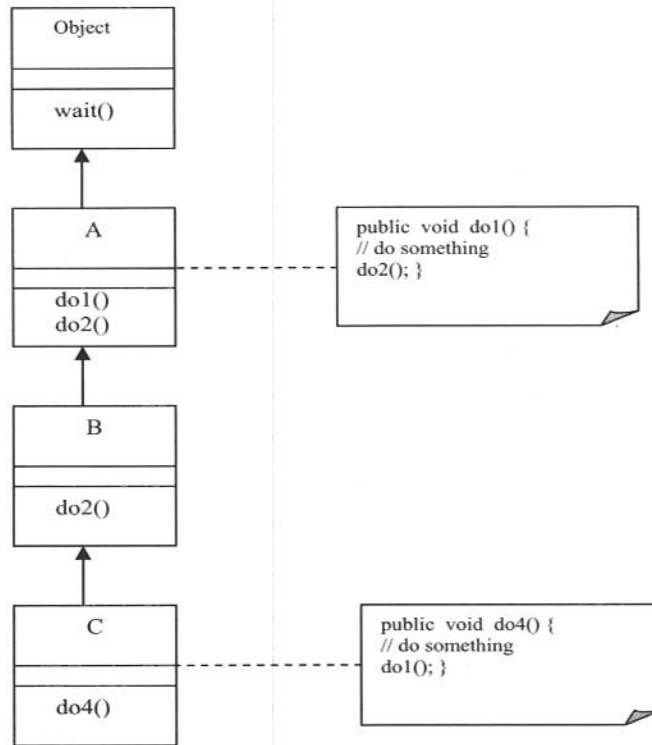 Object
wait()
A
do1()
do2()
public void do1() {
// do something
do2(); }
B
do2()
C
do4()
public void do4() {
// do something
do1(); }